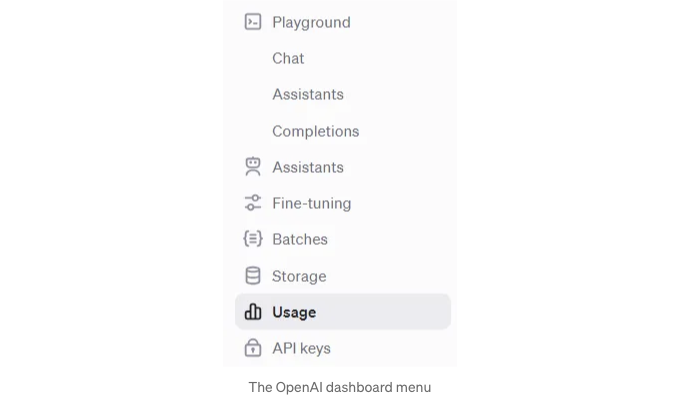 Playground
Chat
Assistants
Completions
Assistants
Fine-tuning
Batches
Storage
Usage
API keys
The OpenAI dashboard menu